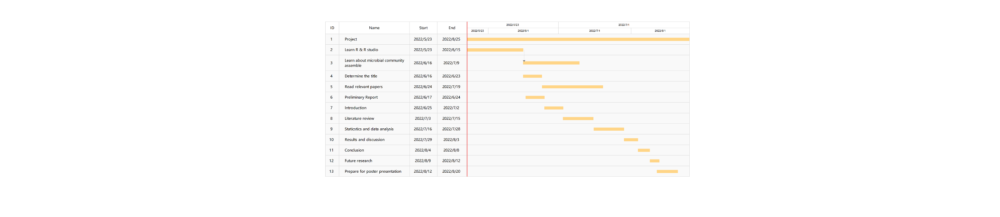 ID Name Start End 2022/5/23 2022/7/1
2022/5/23 2022/8/1 2022/7/1 2022/8/1
1 Project 2022/5/23 2022/8/25
2 Learn R & R studio 2022/5/23 2022/6/15
3 Learn about microbial community
assemble 2022/6/16 2022/7/9
4 Determine the title 2022/6/16 2022/6/23
5 Read relevant papers 2022/6/24 2022/7/19
6 Preliminary Report 2022/6/17 2022/6/24
7 Introduction 2022/6/25 2022/7/2
8 Literature review 2022/7/3 2022/7/15
9 Staticstics and data analysis 2022/7/16 2022/7/28
10 Results and discussion 2022/7/29 2022/8/3
11 Conclusion 2022/8/4 2022/8/8
12 Future research 2022/8/9 2022/8/12
13 Prepare for poster presentation 2022/8/12 2022/8/20